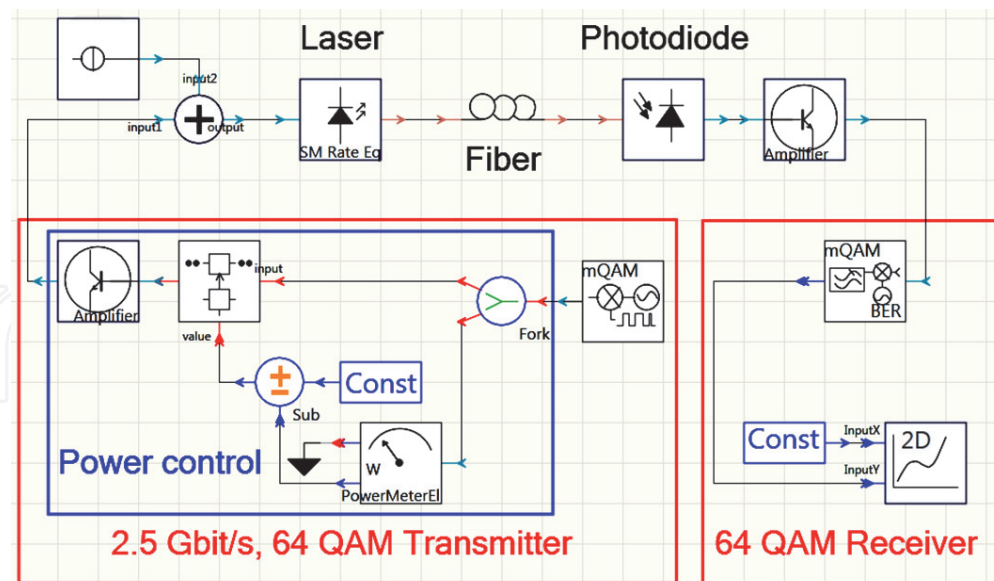 Laser
Photodiode
input2
input1
output
SM Rate Eq
Fiber
Amplifier
mQAM
input
Amplifier
Fork
value
mQAM
BER
Const
Sub
Const
InputX
2D
Power control
W
InputY
PowerMeterEl
2.5 Gbit/s, 64 QAM Transmitter
64 QAM Receiver